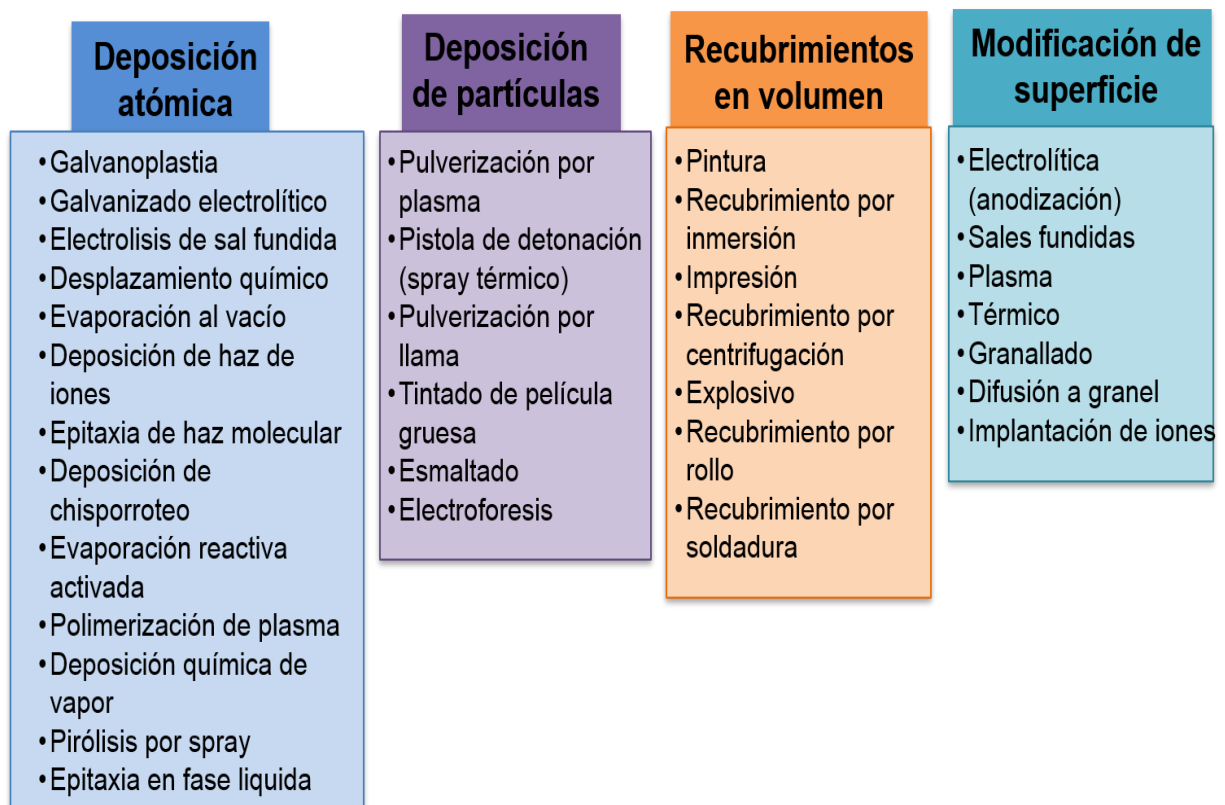 Deposición
atómica
•Galvanoplastia
•Galvanizado electrolítico
•Electrolisis de sal fundida
•Desplazamiento químico
•Evaporación al vacío
•Deposición de haz de
iones
•Epitaxia de haz molecular
•Deposición de
chisporroteo
•Evaporación reactiva
activada
•Polimerización de plasma
•Deposición química de
vapor
•Pirólisis por spray
•Epitaxia en fase liquida
Deposición
de partículas
•Pulverización por
plasma
•Pistola de detonación
(spray térmico)
•Pulverización por
llama
•Tintado de película
gruesa
•Esmaltado
•Electroforesis
Recubrimientos
en volumen
•Pintura
•Recubrimiento por
inmersión
•Impresión
•Recubrimiento por
centrifugación
•Explosivo
•Recubrimiento por
rollo
•Recubrimiento por
soldadura
Modificación de
superficie
•Electrolítica
(anodización)
•Sales fundidas
•Plasma
•Térmico
•Granallado
•Difusión a granel
•Implantación de iones